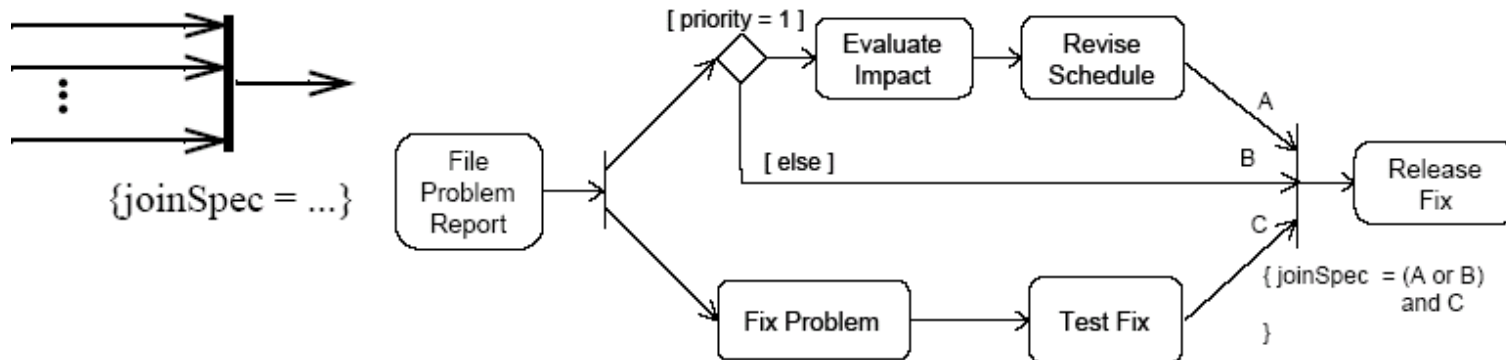 {joinSpec = ...}
[ priority = 1 ]
Evaluate
Impact
Revise
Schedule
A
File
Problem
Report
[ else ]
B
Release
Fix
C
Fix Problem
Test Fix
{ joinSpec = (A or B)
and C
}